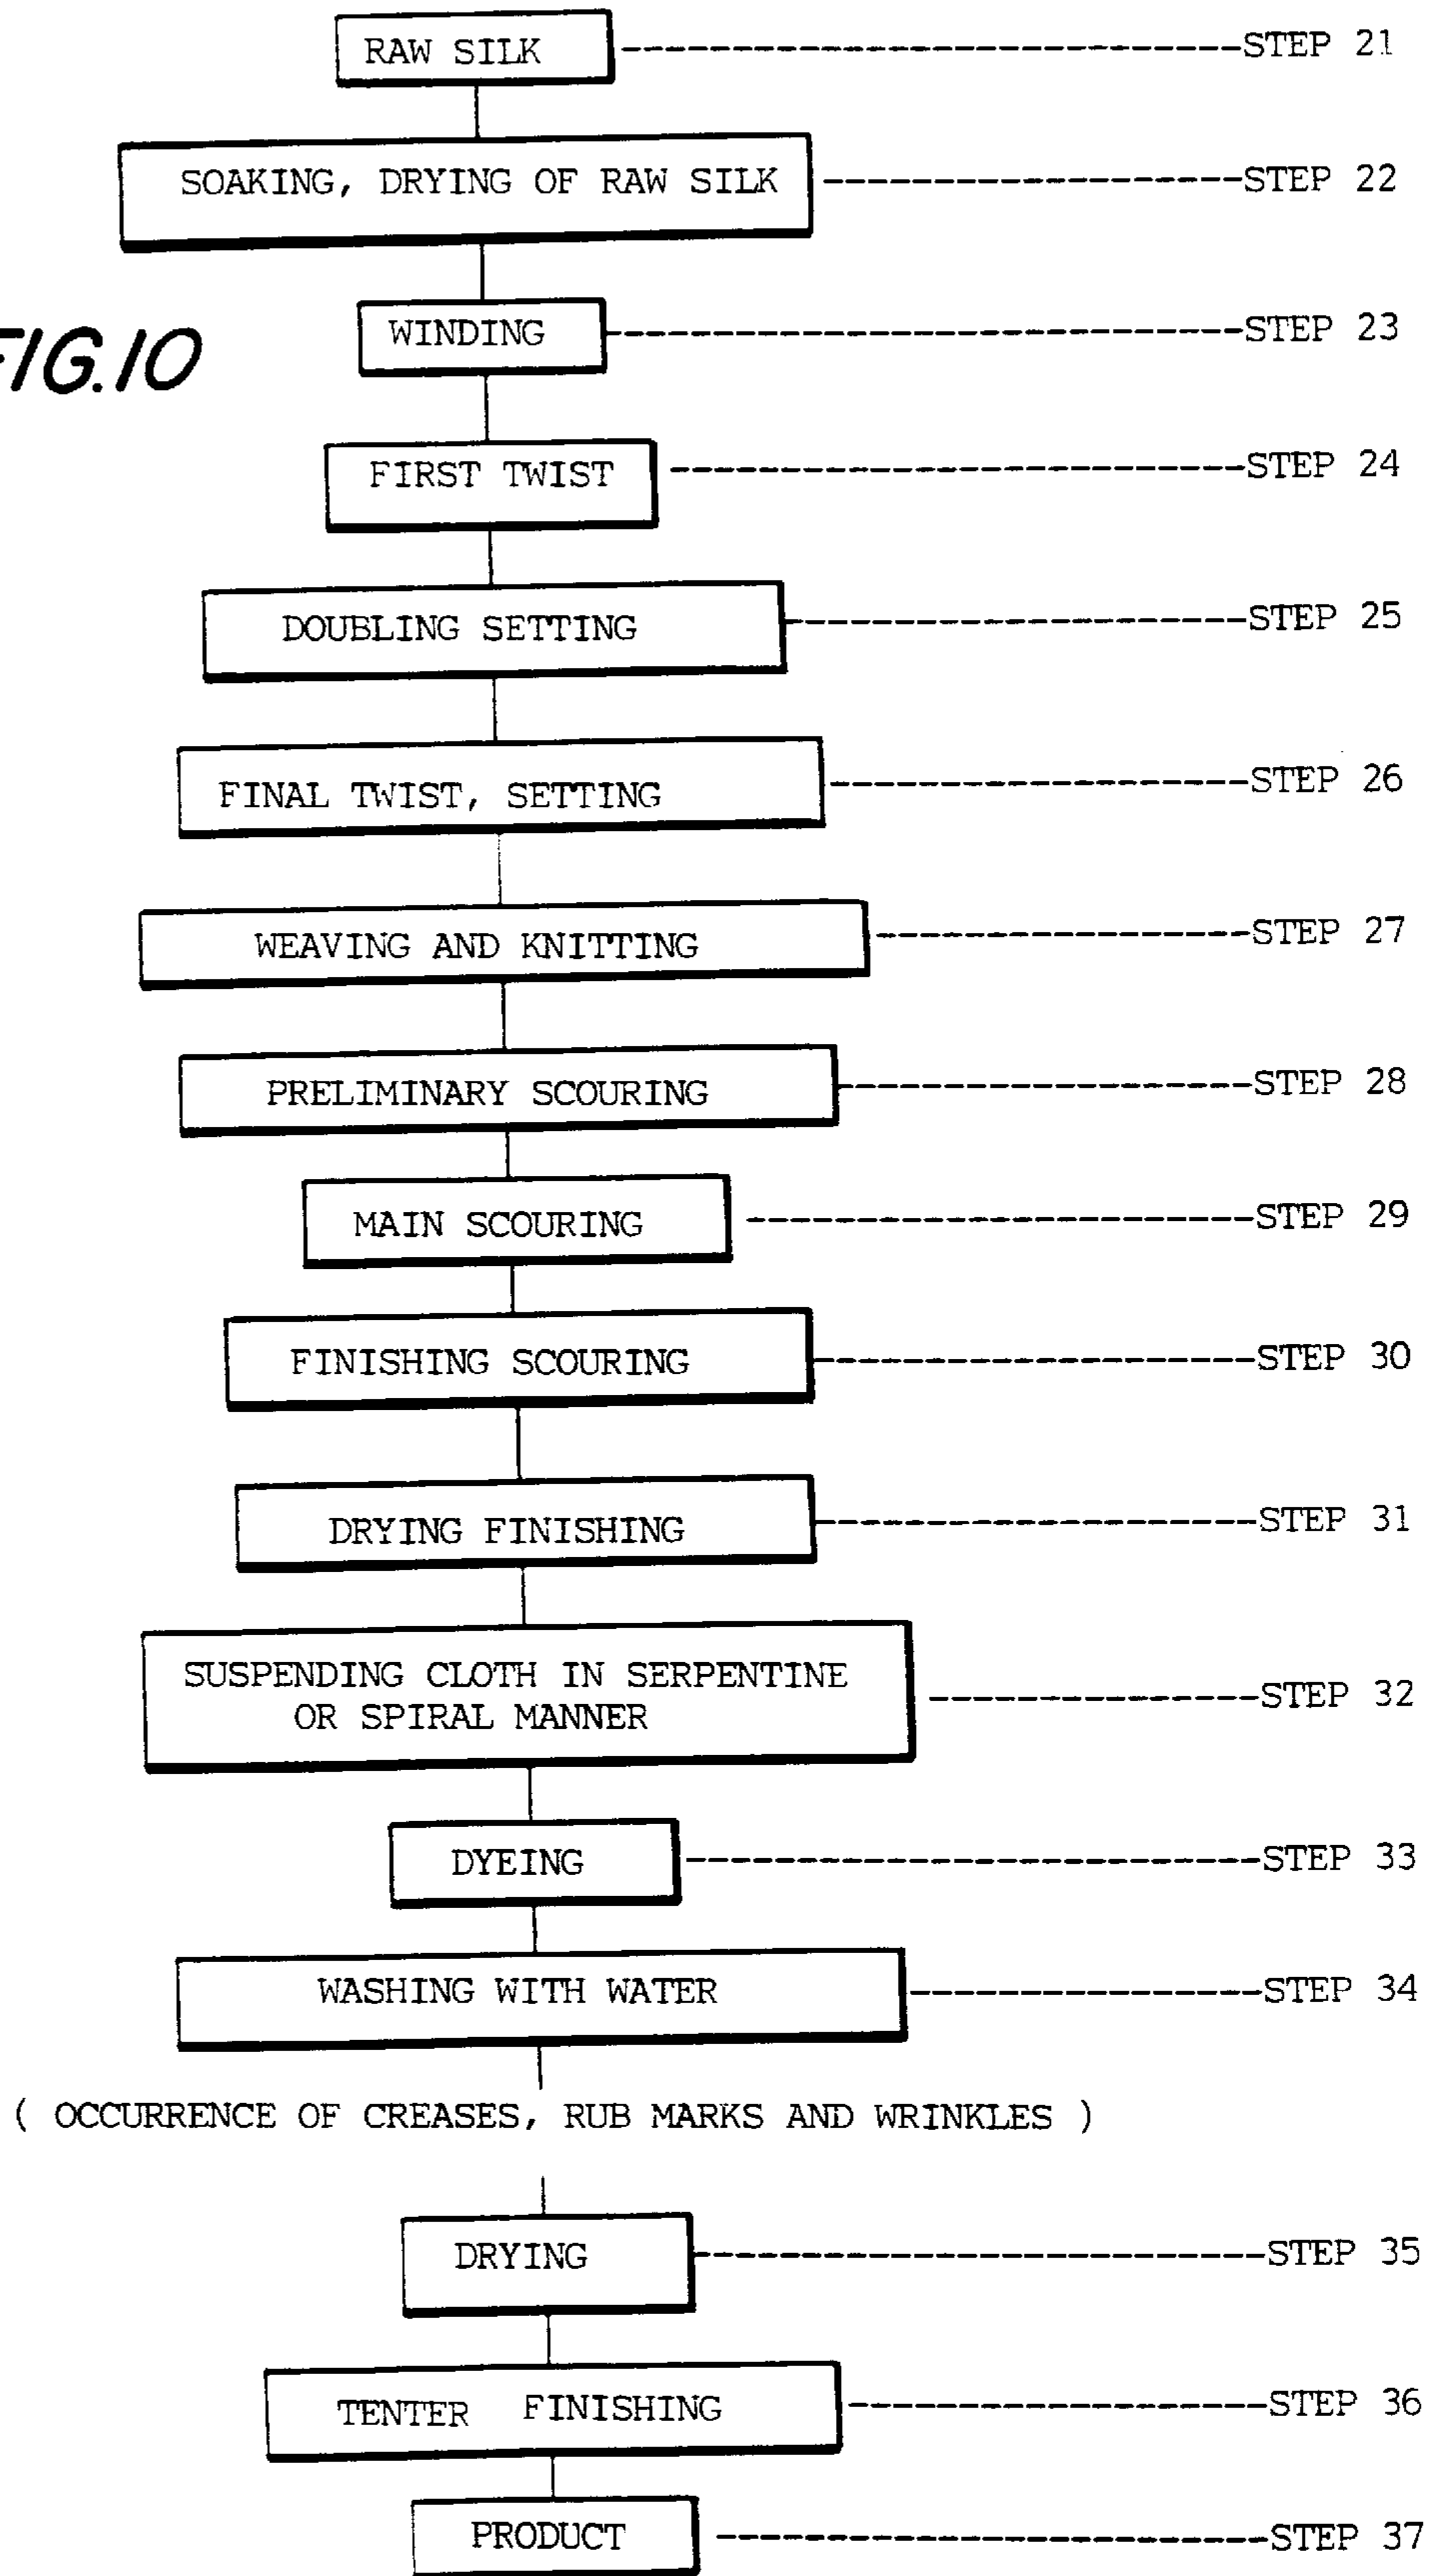 RAW SILK STEP 21
SOAKING, DRYING OF RAW SILK STEP 22
WINDING STEP 23
FIG.10
FIRST TWIST STEP 24
DOUBLING SETTING STEP 25
FINAL TWIST, SETTING STEP 26
WEAVING AND KNITTING STEP 27
PRELIMINARY SCOURING STEP 28
MAIN SCOURING STEP 29
FINISHING SCOURING STEP 30
DRYING FINISHING STEP 31
SUSPENDING CLOTH IN SERPENTINE
OR SPIRAL MANNER STEP 32
DYEING STEP 33
WASHING WITH WATER STEP 34
( OCCURRENCE OF CREASES, RUB MARKS AND WRINKLES )
DRYING STEP 35
TENTER FINISHING STEP 36
PRODUCT STEP 37